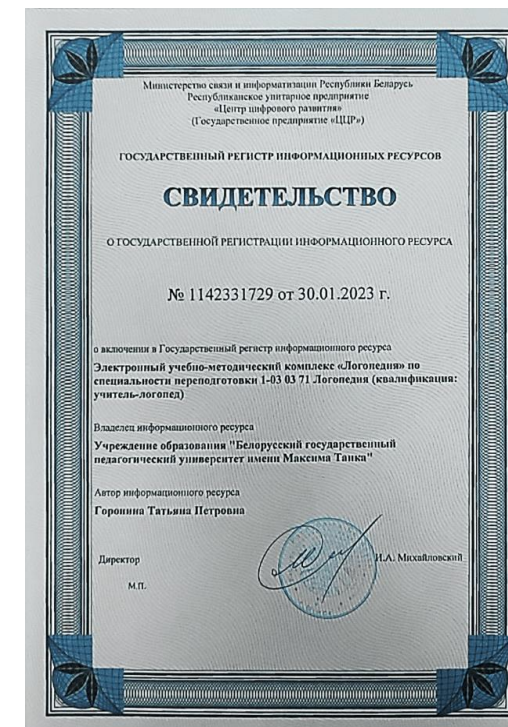 Министерство связи и информатизации Республики Беларусь
Республиканское унитарное предприятие
«Центр цифрового развития»
(Государственное предприятие «ЦЦР»)
ГОСУДАРСТВЕННЫЙ РЕГИСТР ИНФОРМАЦИОННЫХ РЕСУРСОВ
СВИДЕТЕЛЬСТВО
О ГОСУДАРСТВЕННОЙ РЕГИСТРАЦИИ ИНФОРМАЦИОННОГО РЕСУРСА
№ 1142331729 от 30.01.2023 г.
о включении в Государственный регистр информационного ресурса
Электронный учебно-методический комплекс «Логопедия» по
специальности переподготовки 1-03 03 71 Логопедия (квалификация:
учитель-логопед)
Владелец информационного ресурса
Учреждение образования "Белорусский государственный
педагогический университет имени Максима Танка"
Автор информационного ресурса
Горонина Татьяна Петровна
Директор
И.А. Михайловский
М.П.